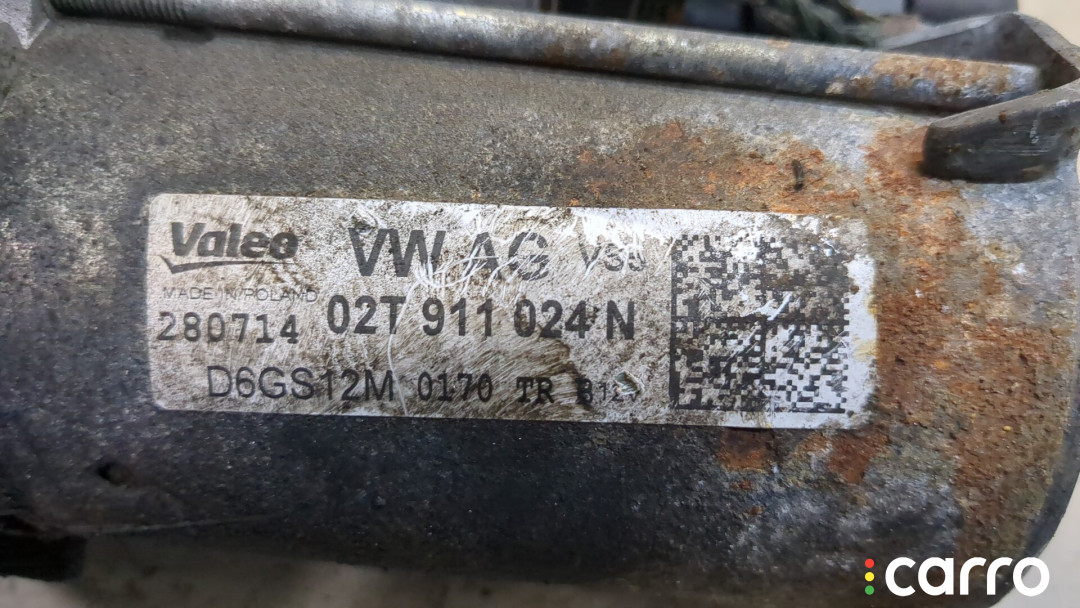 Valeo VW AG
MADE IN POLAND
280714 02T 911 024 N
D6GS12M 0170 TR
carro